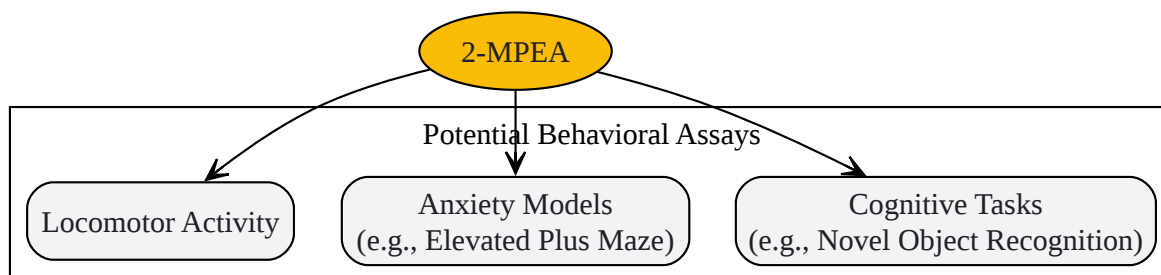 2-MPEA
Potential Behavioral Assays
Locomotor Activity
Anxiety Models
(e.g., Elevated Plus Maze)
Cognitive Tasks
(e.g., Novel Object Recognition)